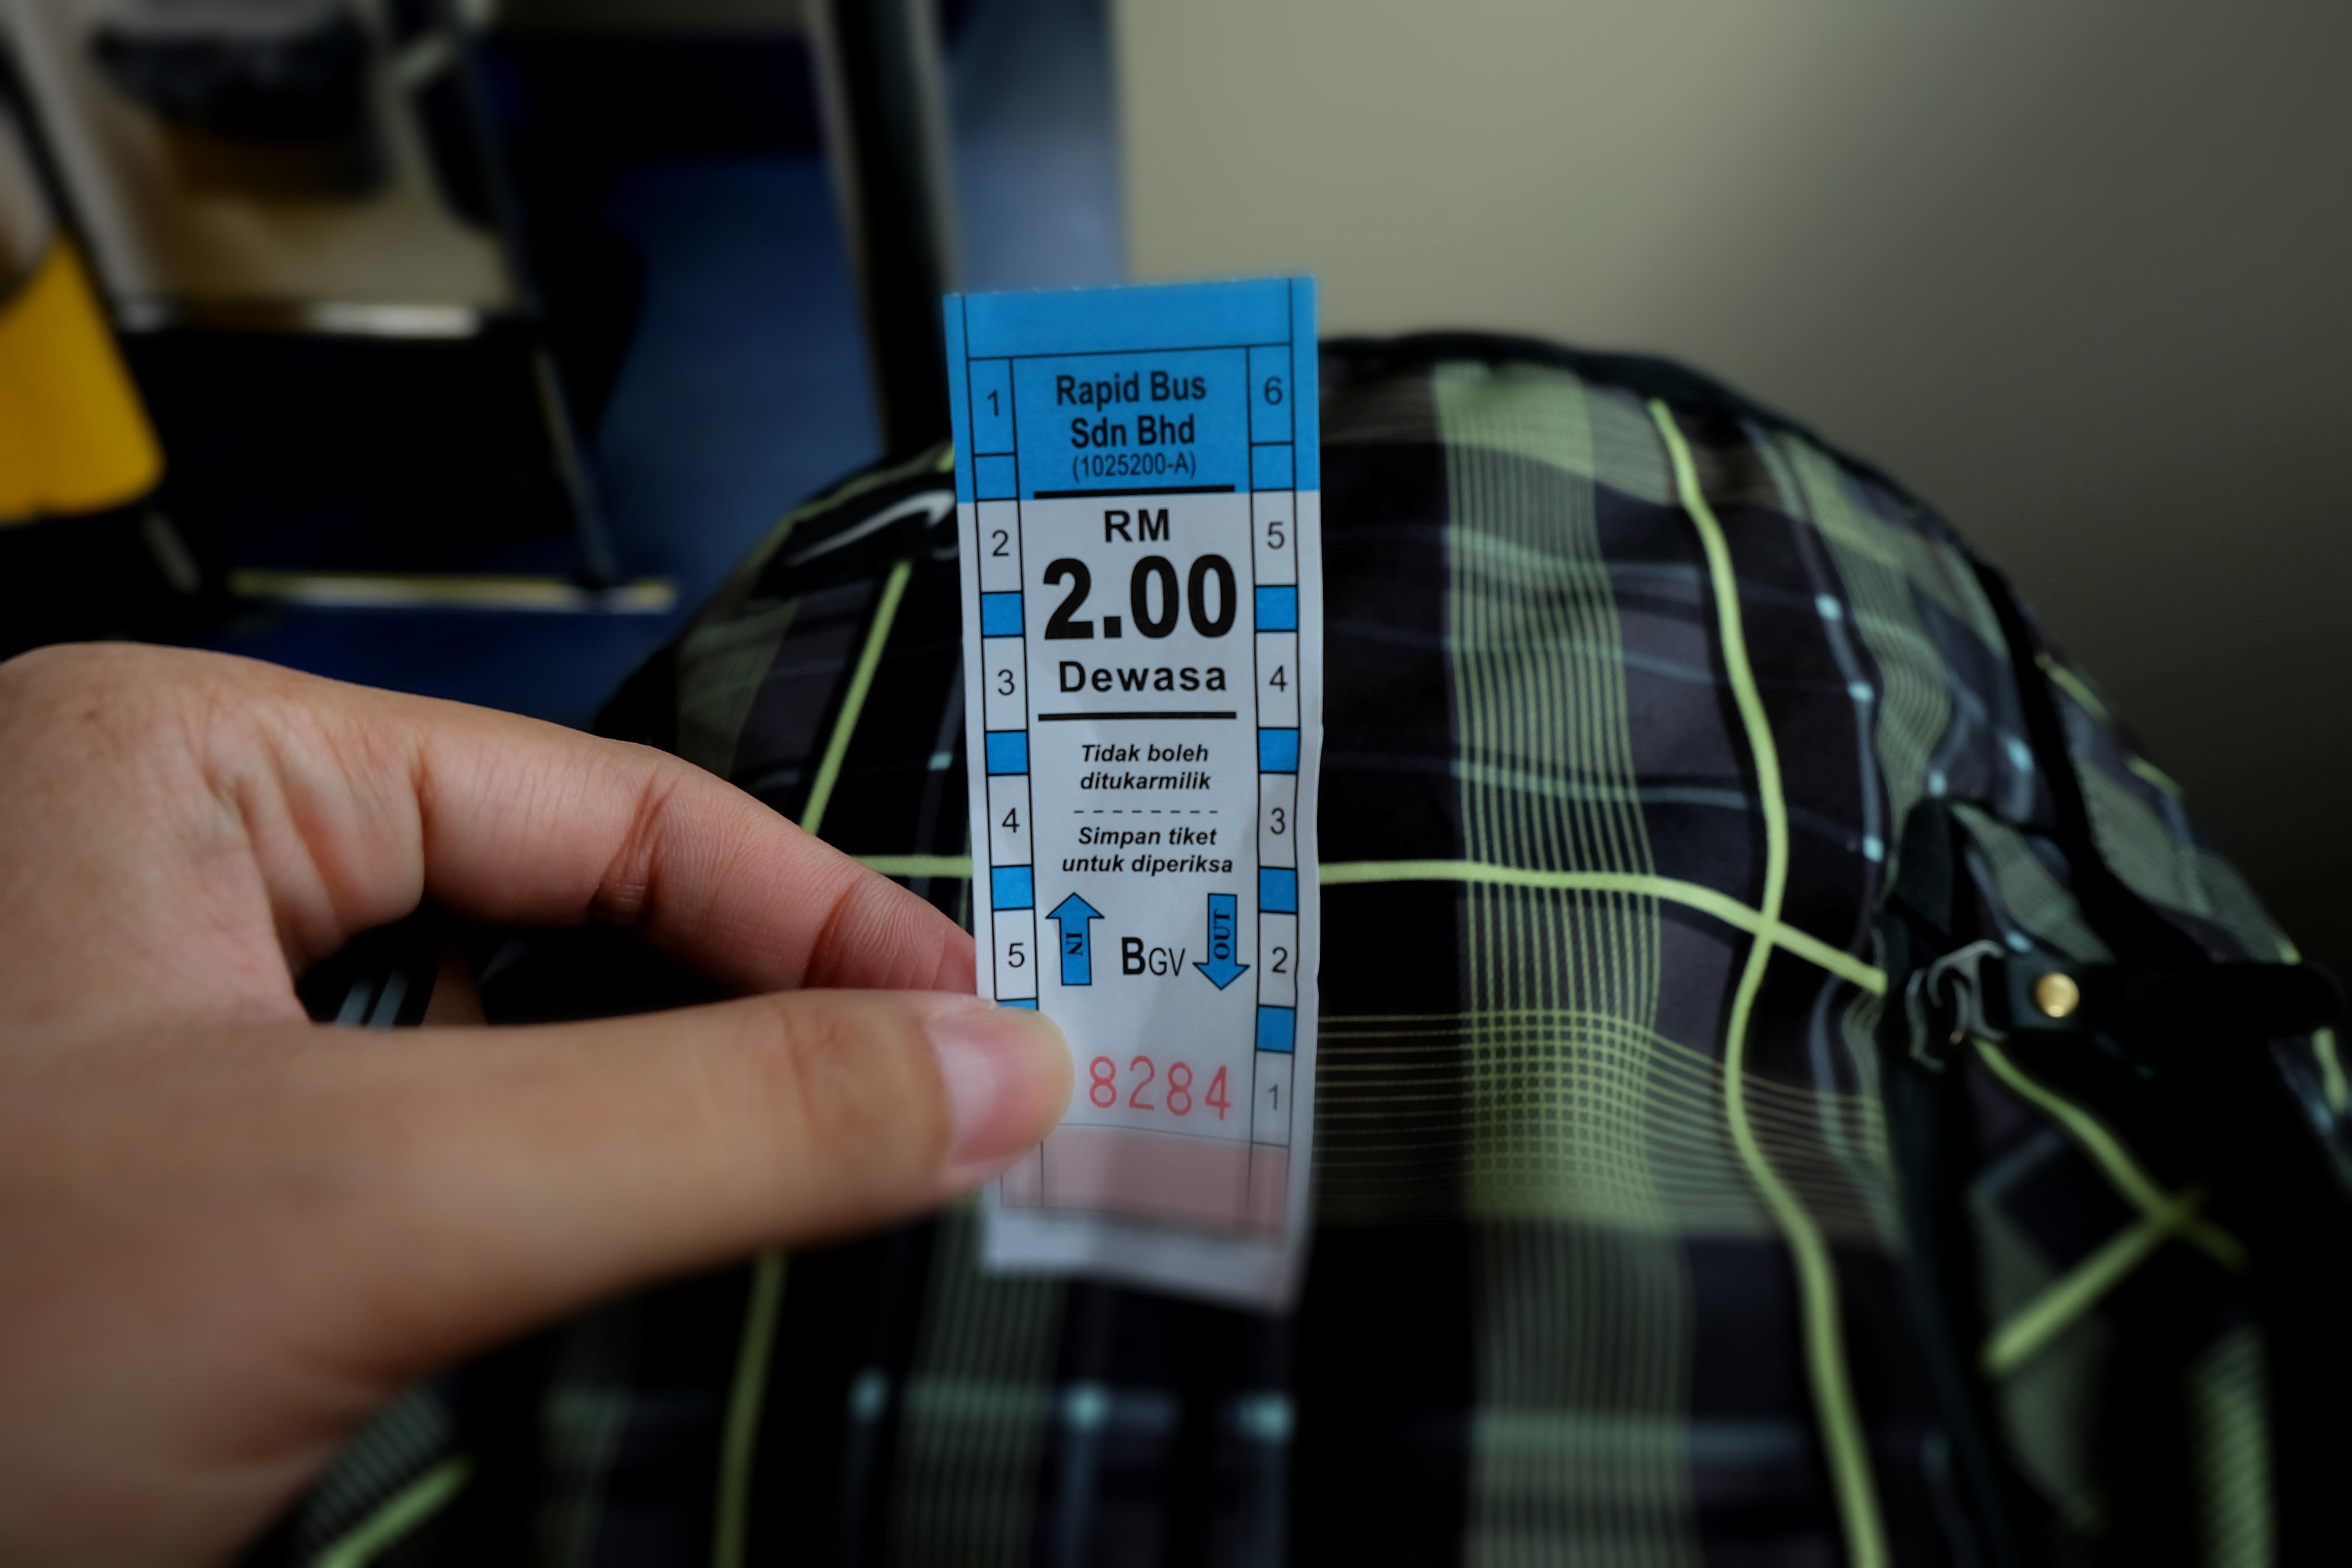 1
Rapid Bus
6
Sdn Bhd
(1025200-A)
RM
2
5
2.00
3
Dewasa
4
Tidak boleh
ditukarmilik
4
Simpan tiket
3
untuk diperiksa
IN
OUT
5
BGV
2
8284
1